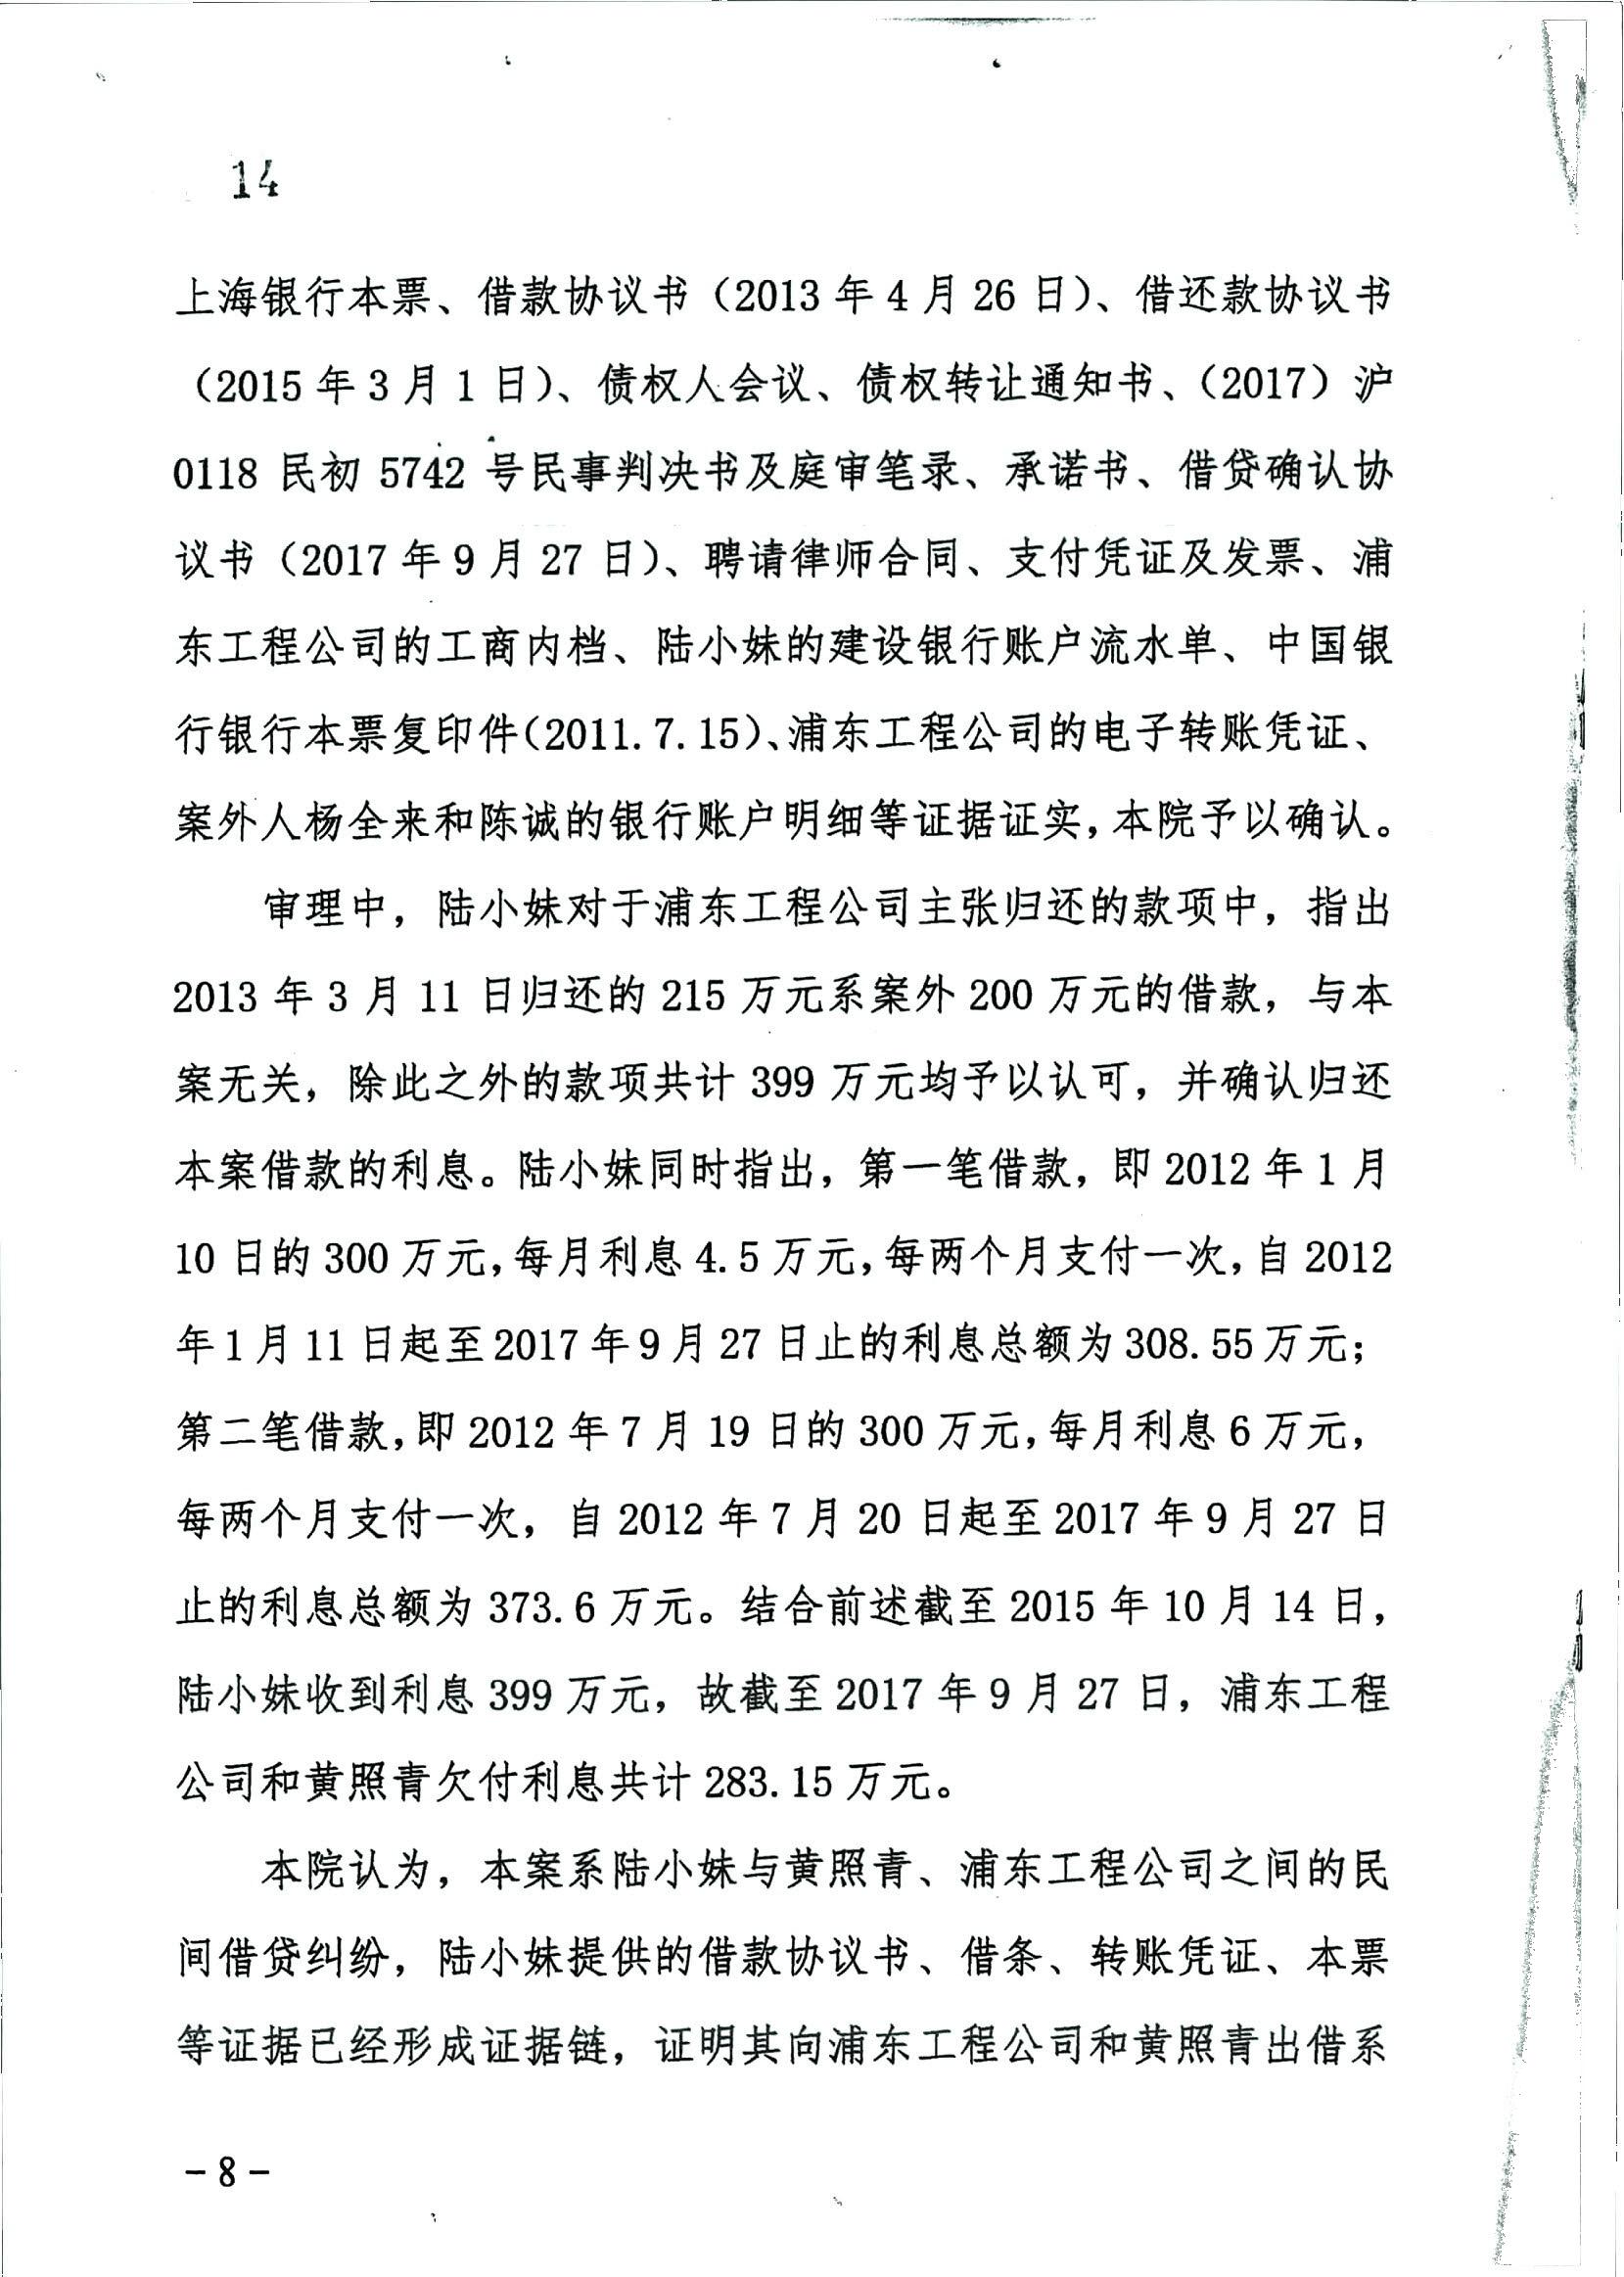 14
上海银行本票、借款协议书（2013 年 4 月 26 日）、借还款协议书
（2015 年 3 月 1 日）、债权人会议、债权转让通知书、（2017）沪
0118 民初 5742 号民事判决书及庭审笔录、承诺书、借贷确认协
议书（2017 年 9 月 27 日）、聘请律师合同、支付凭证及发票、浦
东工程公司的工商内档、陆小妹的建设银行账户流水单、中国银
行银行本票复印件（2011.7.15）、浦东工程公司的电子转账凭证、
案外人杨全来和陈诚的银行账户明细等证据证实，本院予以确认。
审理中，陆小妹对于浦东工程公司主张归还的款项中，指出
2013 年 3 月 11 日归还的 215 万元系案外 200 万元的借款，与本
案无关，除此之外的款项共计 399 万元均予以认可，并确认归还
本案借款的利息。陆小妹同时指出，第一笔借款，即 2012 年 1 月
10 日的 300 万元，每月利息 4.5 万元，每两个月支付一次，自 2012
年 1 月 11 日起至 2017 年 9 月 27 日止的利息总额为 308.55 万元；
第二笔借款，即 2012 年 7 月 19 日的 300 万元，每月利息 6 万元，
每两个月支付一次，自 2012 年 7 月 20 日起至 2017 年 9 月 27 日
止的利息总额为 373.6 万元。结合前述截至 2015 年 10 月 14 日，
陆小妹收到利息 399 万元，故截至 2017 年 9 月 27 日，浦东工程
公司和黄照青欠付利息共计 283.15 万元。
本院认为，本案系陆小妹与黄照青、浦东工程公司之间的民
间借贷纠纷，陆小妹提供的借款协议书、借条、转账凭证、本票
等证据已经形成证据链，证明其向浦东工程公司和黄照青出借系
－8－